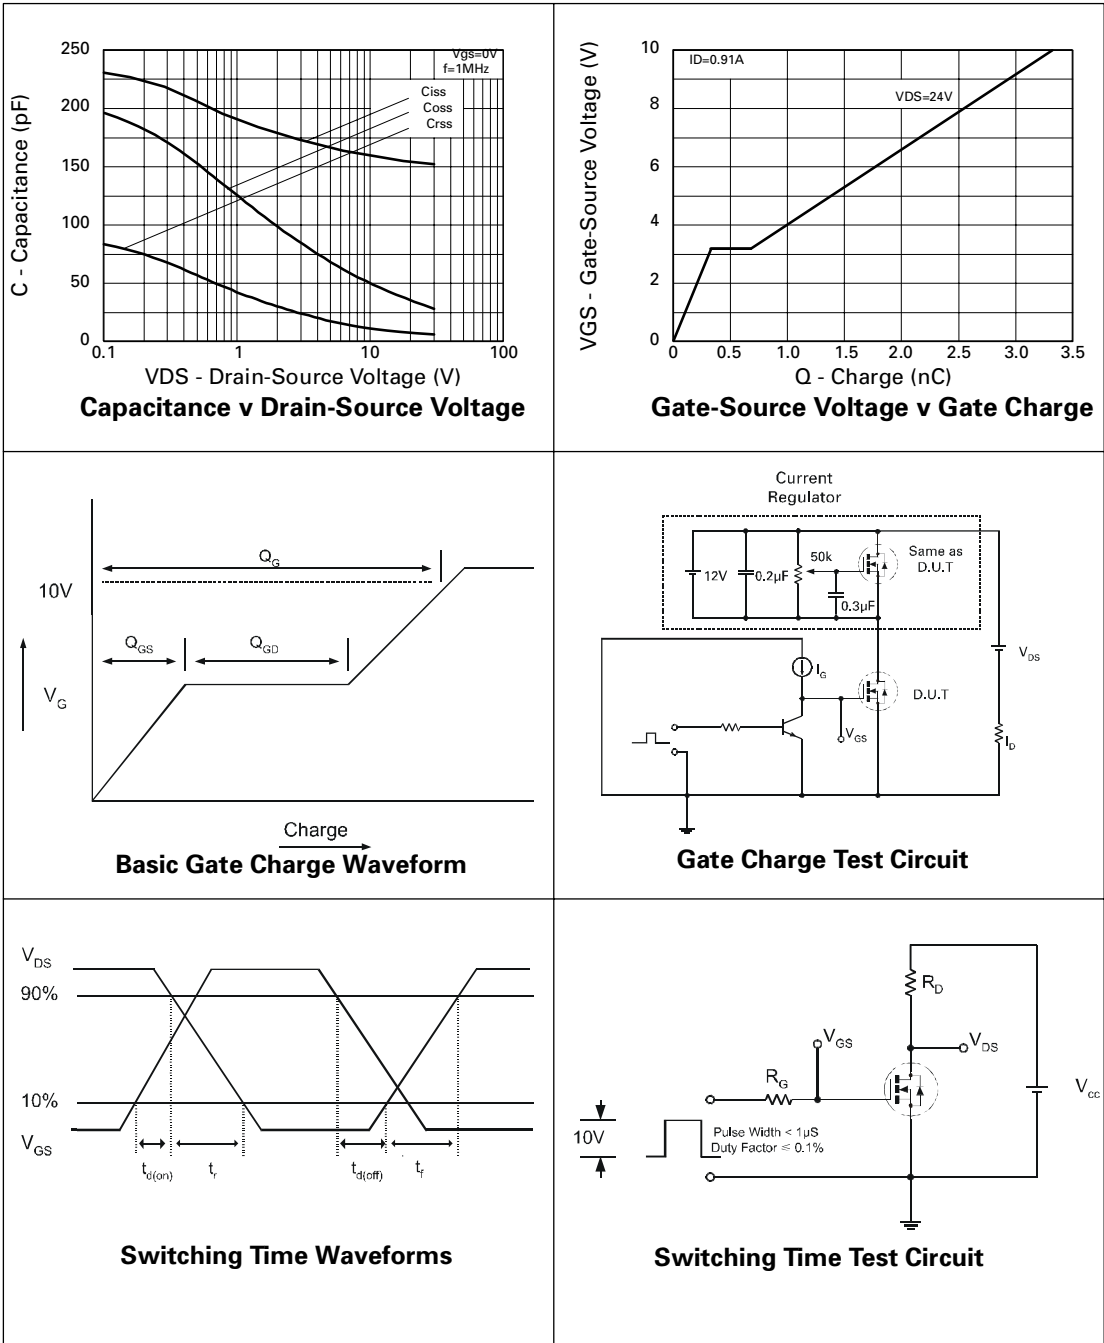 250
200
150
100
50
0
C - Capacitance (pF)
Vgs=0V
f=1MHz
Ciss
Coss
Crss
0.1
1
10
100
VDS - Drain-Source Voltage (V)
Capacitance v Drain-Source Voltage
10
8
6
4
2
0
VGS - Gate-Source Voltage (V)
ID=0.91A
VDS=24V
0
0.5
1.0
1.5
2.0
2.5
3.0
3.5
Q - Charge (nC)
Gate-Source Voltage v Gate Charge
QG
10V
QGS
QGD
VG
Charge
Basic Gate Charge Waveform
Current
Regulator
12V
0.2µF
50k
0.3µF
Same as
D.U.T
VDS
IG
D.U.T
VGS
ID
Gate Charge Test Circuit
VDS
90%
10%
VGS
td(on)
tr
td(off)
tf
Switching Time Waveforms
RD
VGS
VDS
RG
Vcc
10V
Pulse Width < 1µS
Duty Factor ≤ 0.1%
Switching Time Test Circuit